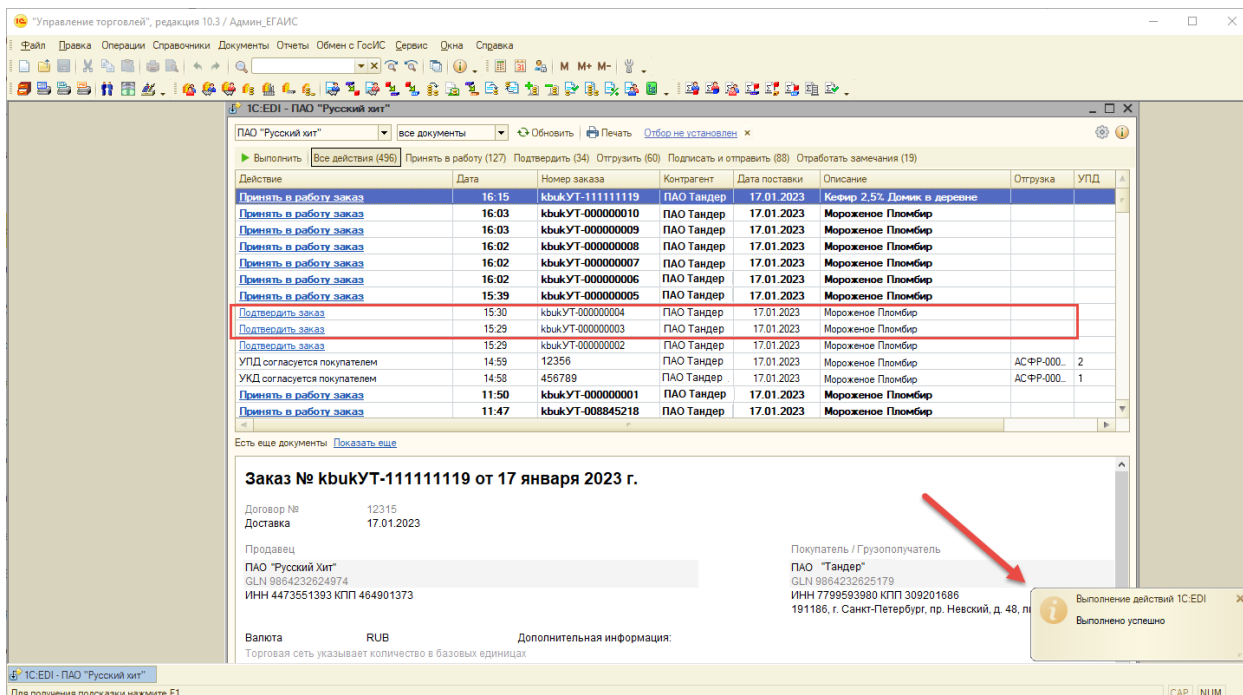 "Управление торговлей", редакция 10.3 / Админ_ЕГАИС
Файл Правка Операции Справочники Документы Отчеты Обмен с ГосИС Сервис Окна Справка
M M+ M-
1C:EDI - ПАО "Русский хит"
ПАО "Русский хит" все документы Обновить Печать Отбор не установлен
Выполнить Все действия (496) Принять в работу (127) Подтвердить (34) Отгрузить (60) Подписать и отправить (88) Отработать замечания (19)
Действие Дата Номер заказа Контрагент Дата поставки Описание Отгрузка УПД
Принять в работу заказ 16:15 kbukУТ-111111119 ПАО Тандер 17.01.2023 Кефир 2,5% Домик в деревне
Принять в работу заказ 16:03 kbukУТ-000000010 ПАО Тандер 17.01.2023 Мороженое Пломбир
Принять в работу заказ 16:03 kbukУТ-000000009 ПАО Тандер 17.01.2023 Мороженое Пломбир
Принять в работу заказ 16:02 kbukУТ-000000008 ПАО Тандер 17.01.2023 Мороженое Пломбир
Принять в работу заказ 16:02 kbukУТ-000000007 ПАО Тандер 17.01.2023 Мороженое Пломбир
Принять в работу заказ 16:02 kbukУТ-000000006 ПАО Тандер 17.01.2023 Мороженое Пломбир
Принять в работу заказ 15:39 kbukУТ-000000005 ПАО Тандер 17.01.2023 Мороженое Пломбир
Подтвердить заказ 15:30 kbukУТ-000000004 ПАО Тандер 17.01.2023 Мороженое Пломбир
Подтвердить заказ 15:29 kbukУТ-000000003 ПАО Тандер 17.01.2023 Мороженое Пломбир
Подтвердить заказ 15:29 kbukУТ-000000002 ПАО Тандер 17.01.2023 Мороженое Пломбир
УПД согласуется покупателем 14:59 12356 ПАО Тандер 17.01.2023 Мороженое Пломбир АСФР-000... 2
УКД согласуется покупателем 14:58 456789 ПАО Тандер 17.01.2023 Мороженое Пломбир АСФР-000... 1
Принять в работу заказ 11:50 kbukУТ-000000001 ПАО Тандер 17.01.2023 Мороженое Пломбир
Принять в работу заказ 11:47 kbukУТ-008845218 ПАО Тандер 17.01.2023 Мороженое Пломбир
Есть еще документы Показать еще
Заказ № kbukУТ-111111119 от 17 января 2023 г.
Договор № 12315
Доставка 17.01.2023
Продавец Покупатель / Грузополучатель
ПАО "Русский Хит" ПАО "Тандер"
GLN 9864232624974 GLN 9864232625179
ИНН 4473551393 КПП 464901373 ИНН 7799593980 КПП 309201686
191186, г. Санкт-Петербург, пр. Невский, д. 48,
Выполнение действий 1C:EDI
Выполнено успешно
Валюта RUB Дополнительная информация:
Торговая сеть указывает количество в базовых единицах
1C:EDI - ПАО "Русский хит"
Для получения подсказки нажмите F1 CAP NUM